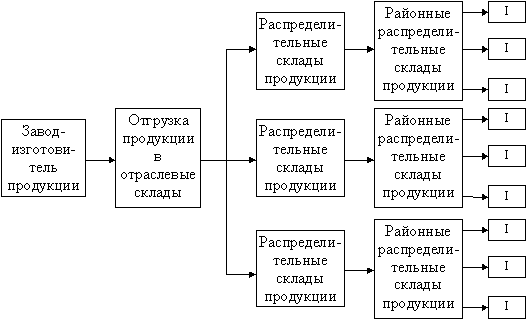 Завод-
изготови-
тель
продукции
Отгрузка
продукции
в
отраслевые
склады
Распредели-
тельные
склады
продукции
Районные
распредели-
тельные
склады
продукции
I
I
I
Распредели-
тельные
склады
продукции
Районные
распредели-
тельные
склады
продукции
I
I
I
Распредели-
тельные
склады
продукции
Районные
распредели-
тельные
склады
продукции
I
I
I